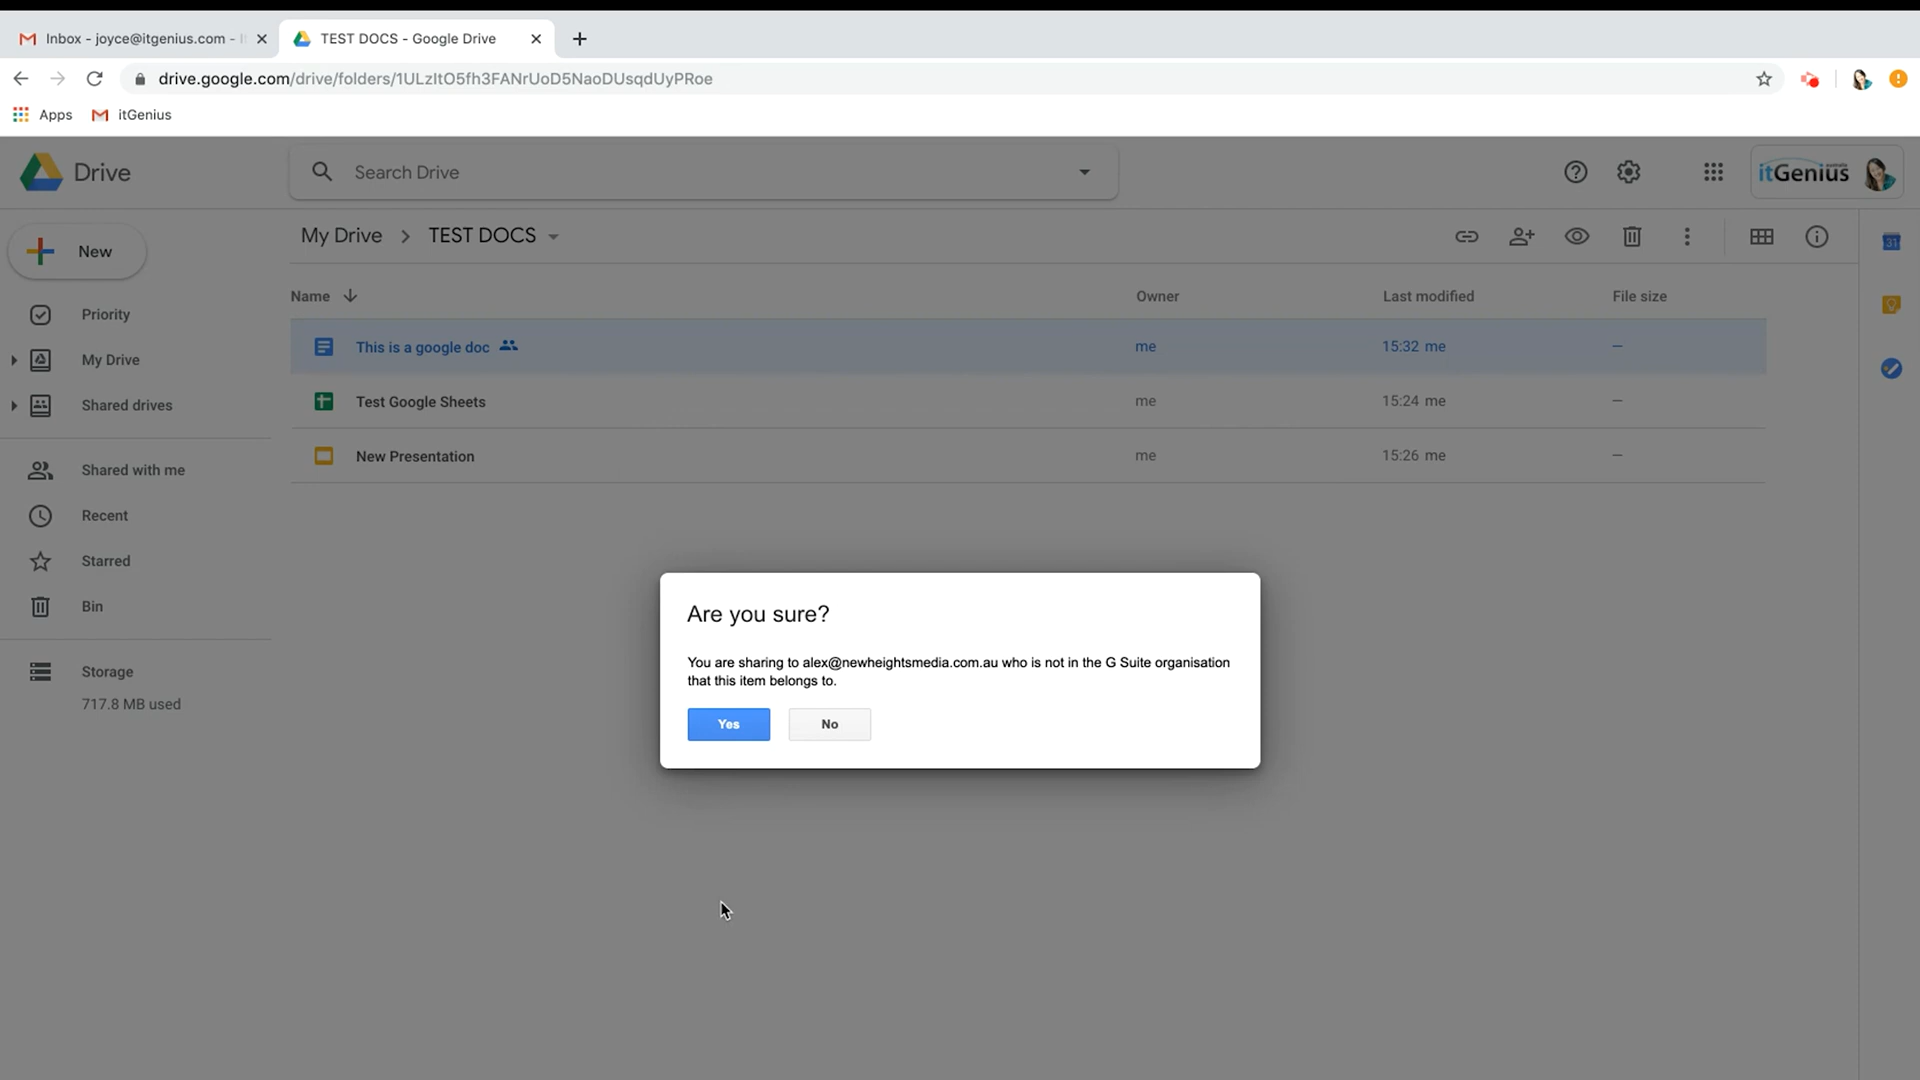 Inbox - joyce@itgenius.com -
TEST DOCS - Google Drive
drive.google.com/drive/folders/1ULzItO5fh3FANrUoD5NaoDUsqdUyPRoe
Apps
itGenius
Drive
Search Drive
itGenius
New
My Drive
TEST DOCS
31
Name
Owner
Last modified
File size
Priority
This is a google doc
me
15:32 me
–
My Drive
Test Google Sheets
me
15:24 me
–
Shared drives
New Presentation
me
15:26 me
–
Shared with me
Recent
Starred
Bin
Storage
717.8 MB used
Are you sure?
You are sharing to alex@newheightsmedia.com.au who is not in the G Suite organisation
that this item belongs to.
Yes
No